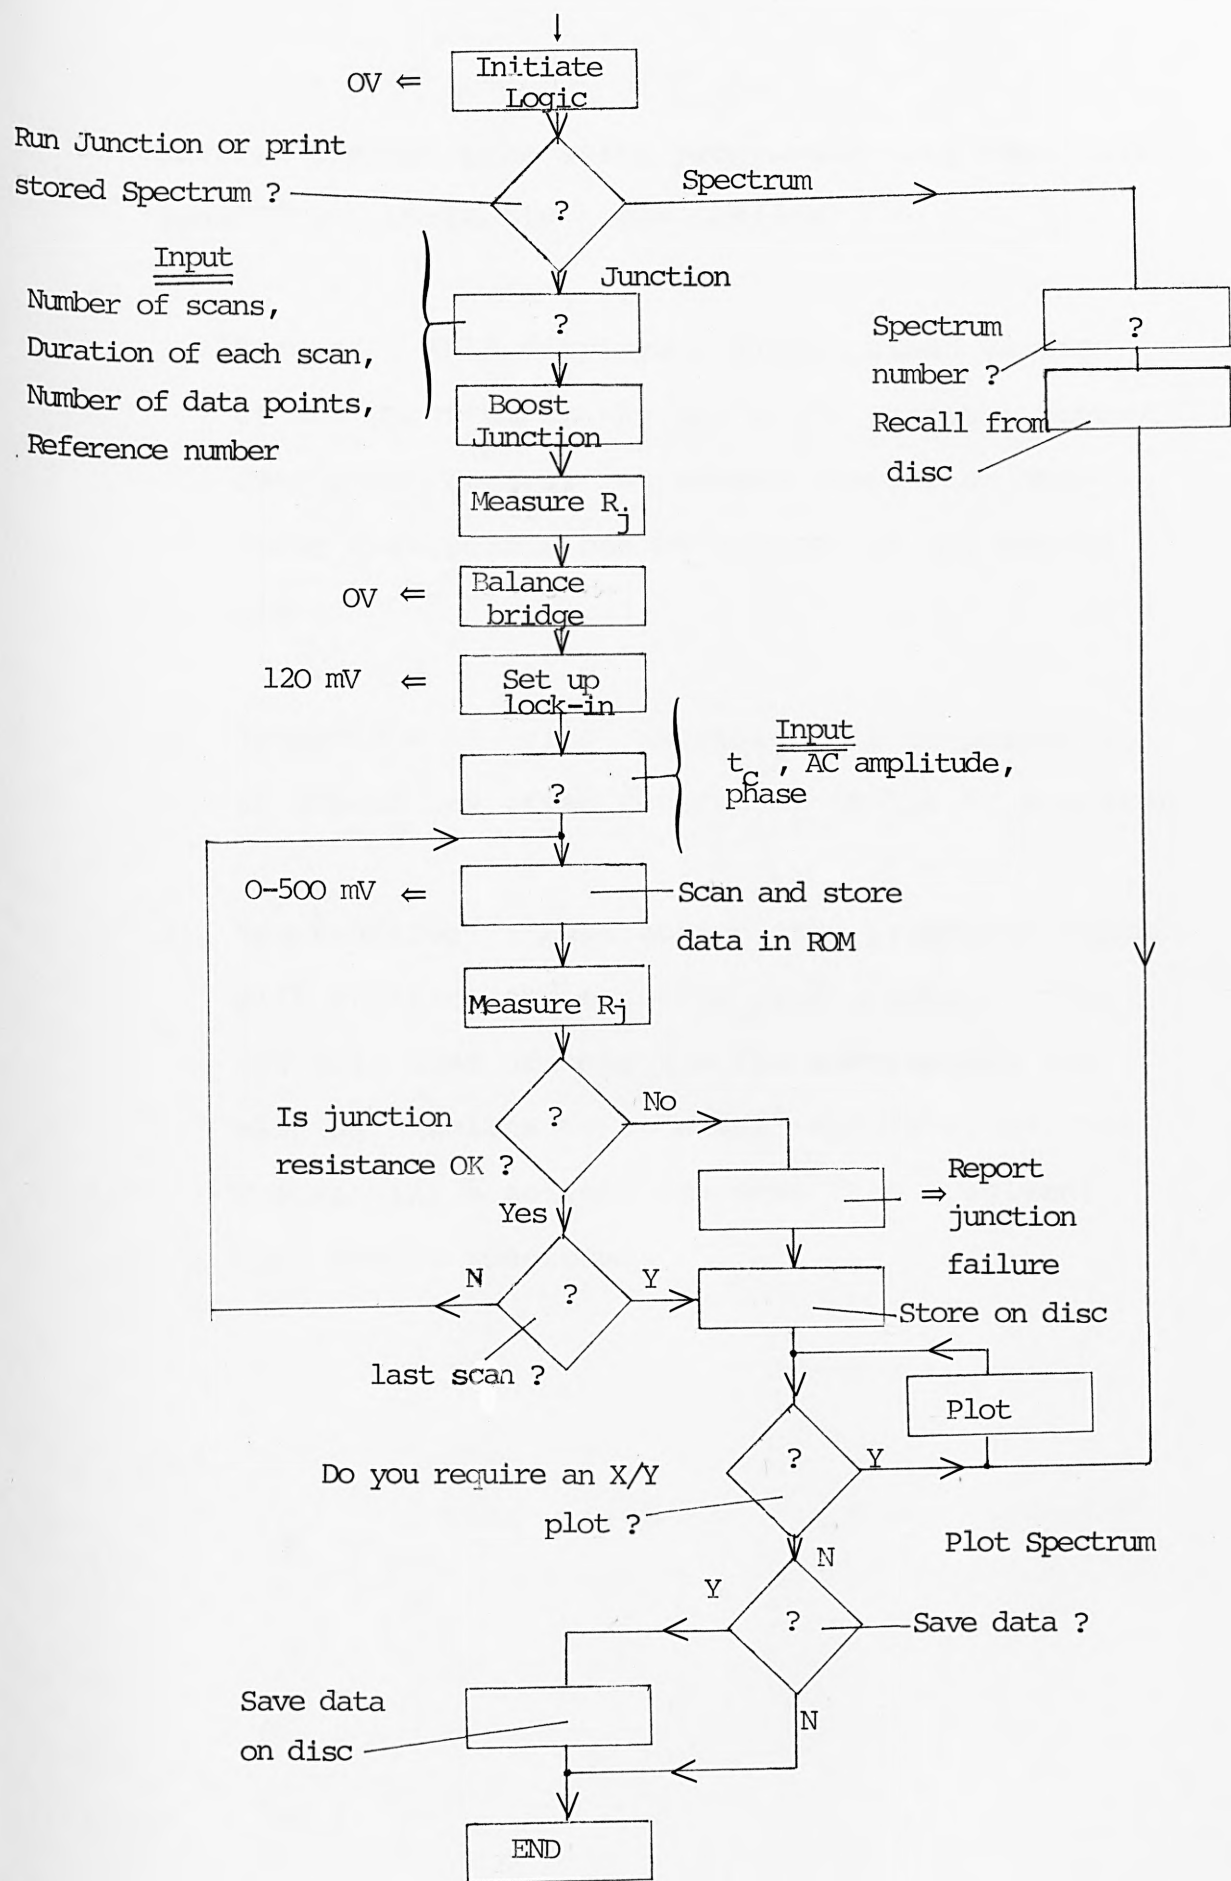 OV ⇐
Initiate
Logic
Run Junction or print
stored Spectrum ?
?
Spectrum
Junction
Input
Number of scans,
Duration of each scan,
Number of data points,
Reference number
?
Spectrum
number ?
?
Recall from
disc
Boost
Junction
Measure Rj
OV ⇐
Balance
bridge
120 mV ⇐
Set up
lock-in
?
Input
tc , AC amplitude,
phase
0-500 mV ⇐
Scan and store
data in ROM
Measure Rj
Is junction
resistance OK ?
?
No
Yes
⇒ Report
junction
failure
N
?
Y
last scan ?
Store on disc
Plot
Do you require an X/Y
plot ?
?
Y
N
Plot Spectrum
Y
?
Save data ?
N
Save data
on disc
END